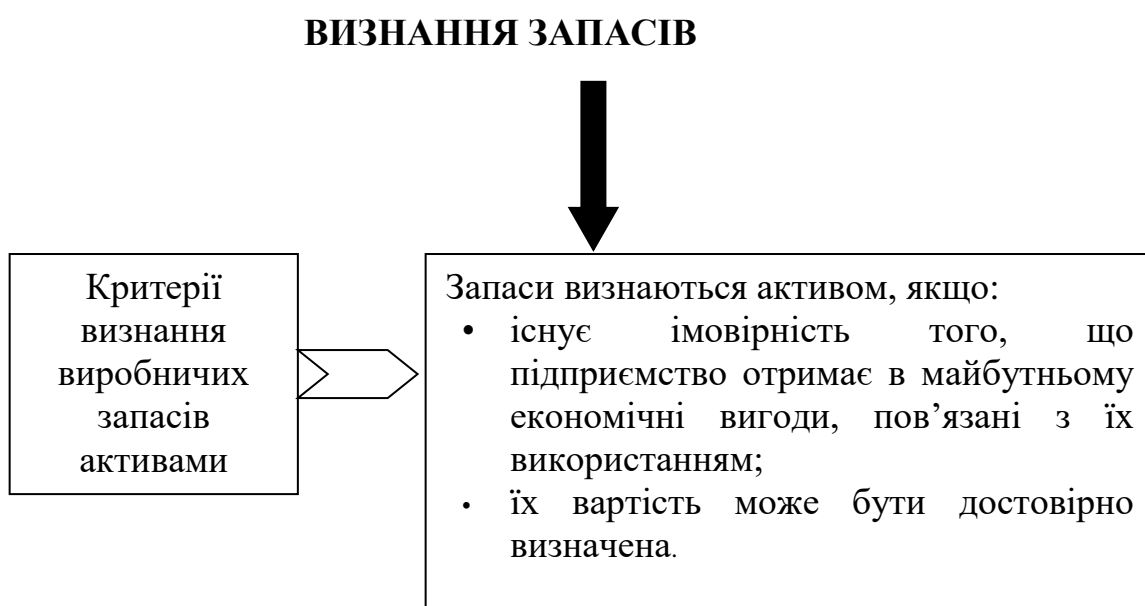 ВИЗНАННЯ ЗАПАСІВ
Критерії
визнання
виробничих
запасів
активами
Запаси визнаються активом, якщо:
• існує імовірність того, що
підприємство отримає в майбутньому
економічні вигоди, пов’язані з їх
використанням;
• їх вартість може бути достовірно
визначена.